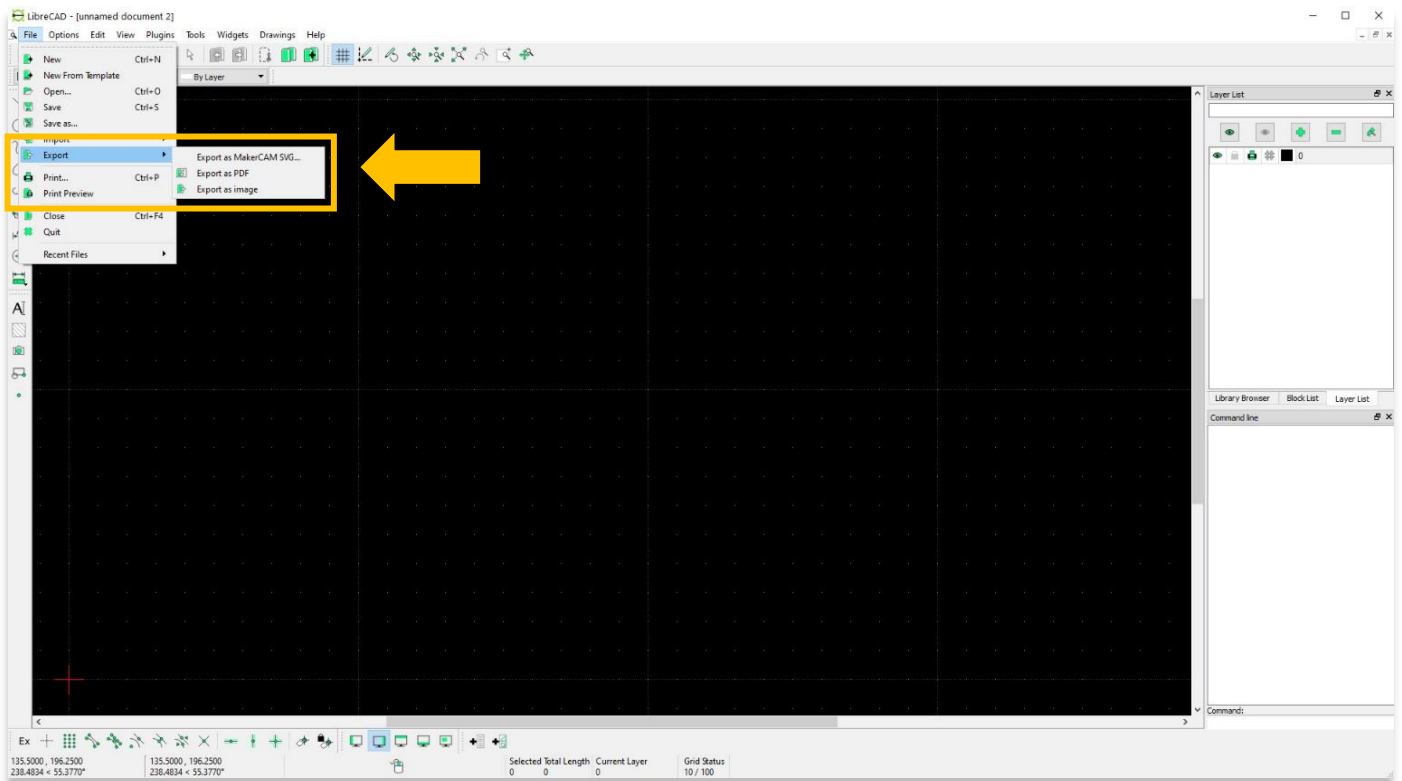 LibreCAD - [unnamed document 2]
File Options Edit View Plugins Tools Widgets Drawings Help
New Ctrl+N
New From Template
By Layer
Open... Ctrl+O
Save Ctrl+S
Save as...
Import
Export
Export as MakerCAM SVG...
Export as PDF
Export as image
Print... Ctrl+P
Print Preview
Close Ctrl+F4
Quit
Recent Files
A
Layer List
0
Library Browser Block List Layer List
Command line
Command:
Ex
135.5000 , 196.2500
238.4834 < 55.3770°
135.5000 , 196.2500
238.4834 < 55.3770°
Selected Total Length Current Layer
0 0 0
Grid Status
10 / 100